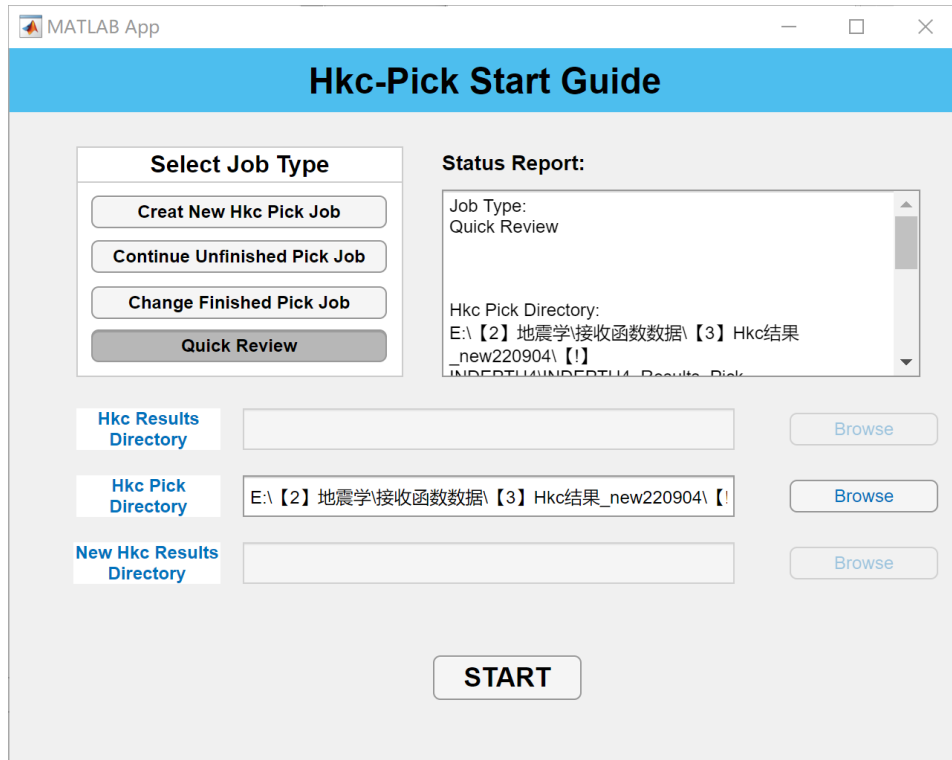 MATLAB App
Hkc-Pick Start Guide
Select Job Type
Creat New Hkc Pick Job
Continue Unfinished Pick Job
Change Finished Pick Job
Quick Review
Status Report:
Job Type:
Quick Review
Hkc Pick Directory:
E:\【2】地震学\接收函数数据\【3】Hkc结果
_new220904\【!】
INDEPTH4\INDEPTH4_Results_Pick
Hkc Results
Directory
Browse
Hkc Pick
Directory
E:\【2】地震学\接收函数数据\【3】Hkc结果_new220904\【!
Browse
New Hkc Results
Directory
Browse
START